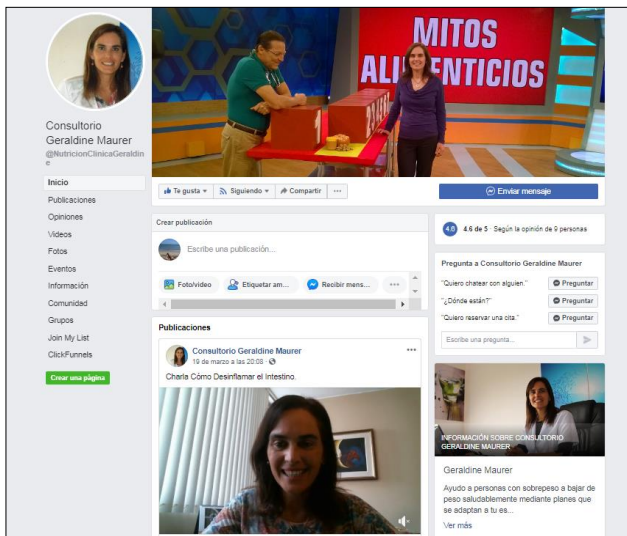 MITOS
ALIMENTICIOS
Consultorio
Geraldine Maurer
@NutricionClinicaGeraldin
e
Inicio
Publicaciones
Opiniones
Videos
Fotos
Eventos
Información
Comunidad
Grupos
Join My List
ClickFunnels
Crear una página
Te gusta
Siguiendo
Compartir
Enviar mensaje
Crear publicación
Escribe una publicación...
Foto/video
Etiquetar am...
Recibir mens...
Publicaciones
Consultorio Geraldine Maurer
19 de marzo a las 20:08
Charla Cómo Desinflamar el Intestino.
4.6
4.6 de 5 · Según la opinión de 9 personas
Pregunta a Consultorio Geraldine Maurer
"Quiero chatear con alguien."
Preguntar
"¿Dónde están?"
Preguntar
"Quiero reservar una cita."
Preguntar
Escribe una pregunta...
INFORMACIÓN SOBRE CONSULTORIO
GERALDINE MAURER
Geraldine Maurer
Ayudo a personas con sobrepeso a bajar de
peso saludablemente mediante planes que
se adaptan a tu es...
Ver más